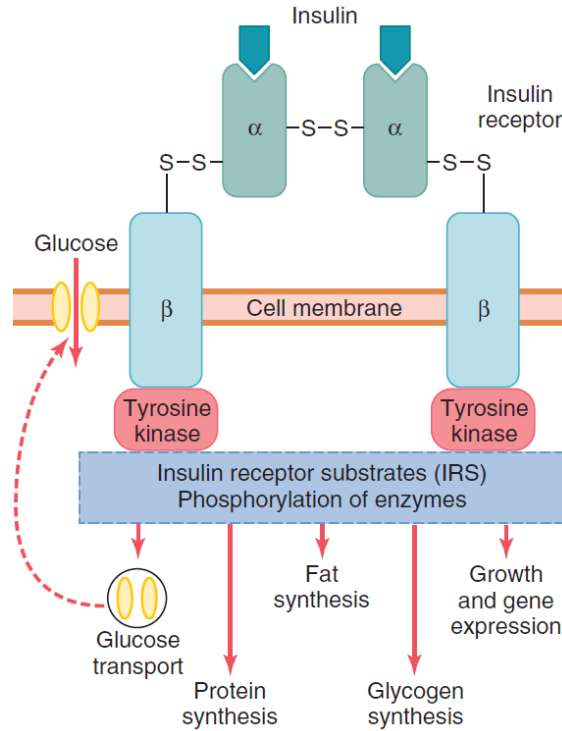 Insulin
α
α
S–S
Insulin
receptor
S–S
S–S
Glucose
β
Cell membrane
β
Tyrosine
kinase
Tyrosine
kinase
Insulin receptor substrates (IRS)
Phosphorylation of enzymes
Fat
synthesis
Growth
and gene
expression
Glucose
transport
Protein
synthesis
Glycogen
synthesis